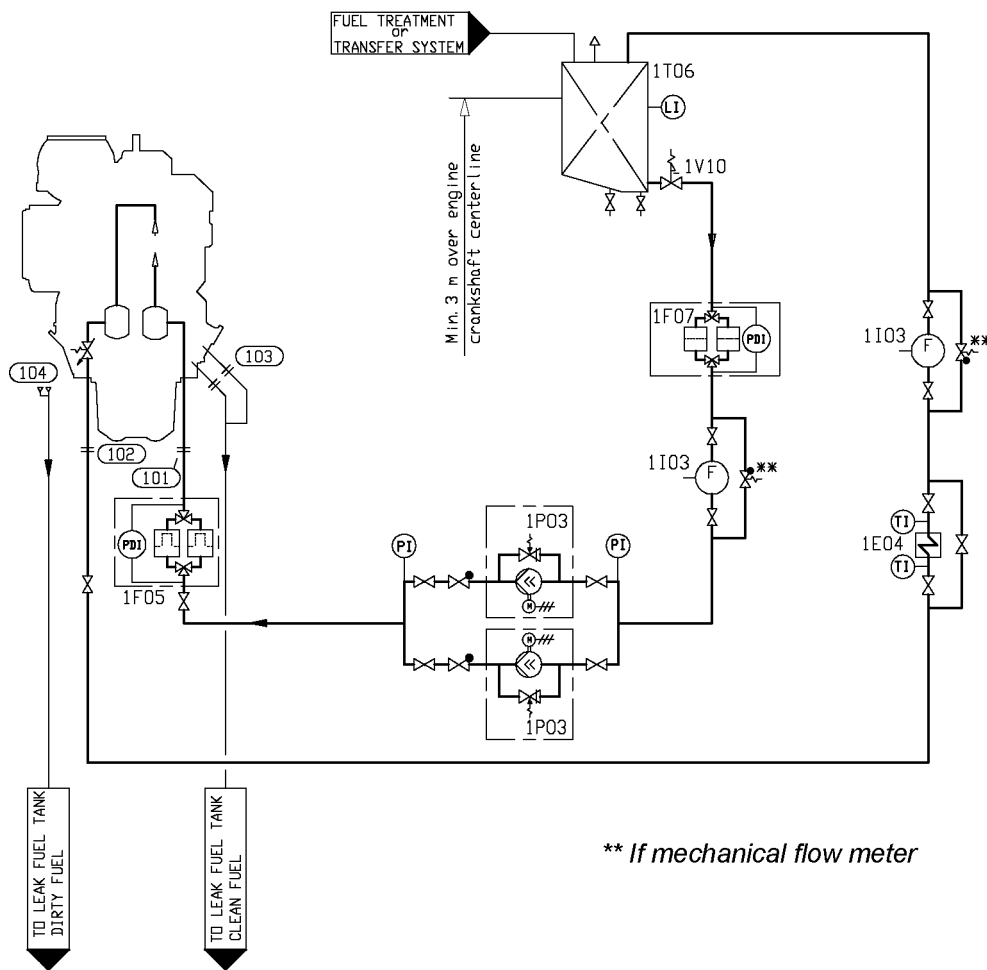 FUEL TREATMENT
or
TRANSFER SYSTEM
1T06
LI
1V10
Min. 3 m over engine
crankshaft centerline
1F07
PDI
1I03
F
**
103
104
102
101
1I03
F
**
PDI
1F05
PI
1P03
PI
TI
1E04
TI
M
M
1P03
TO LEAK FUEL TANK
DIRTY FUEL
TO LEAK FUEL TANK
CLEAN FUEL
** If mechanical flow meter